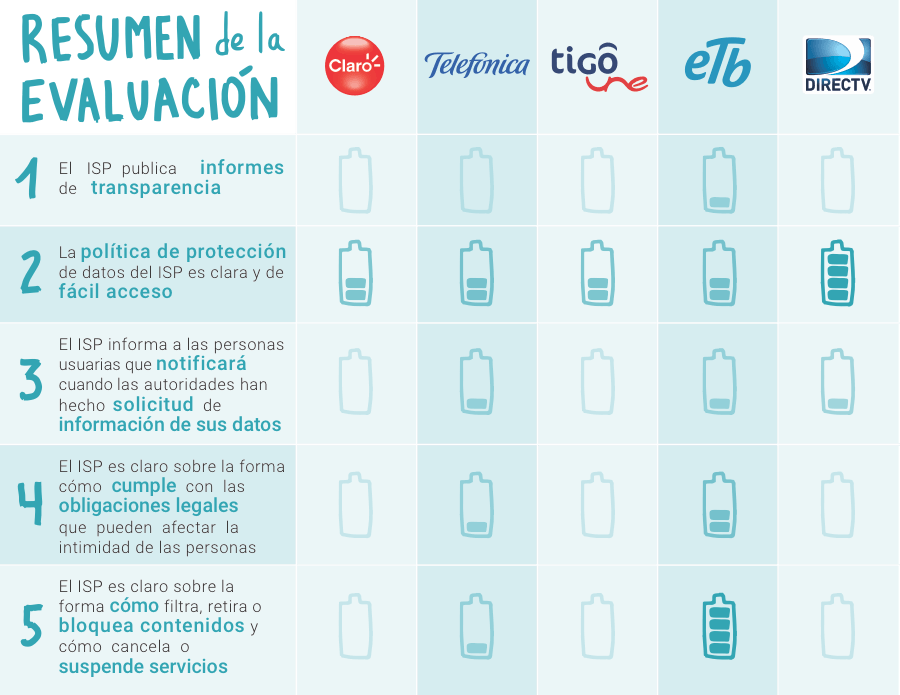 RESUMEN de la
EVALUACIÓN
Claro
Telefónica
tigô
une
eTb
DIRECTV
1
El ISP publica informes
de transparencia
2
La política de protección
de datos del ISP es clara y de
fácil acceso
3
El ISP informa a las personas
usuarias que notificará
cuando las autoridades han
hecho solicitud de
información de sus datos
4
El ISP es claro sobre la forma
cómo cumple con las
obligaciones legales
que pueden afectar la
intimidad de las personas
5
El ISP es claro sobre la
forma cómo filtra, retira o
bloquea contenidos y
cómo cancela o
suspende servicios